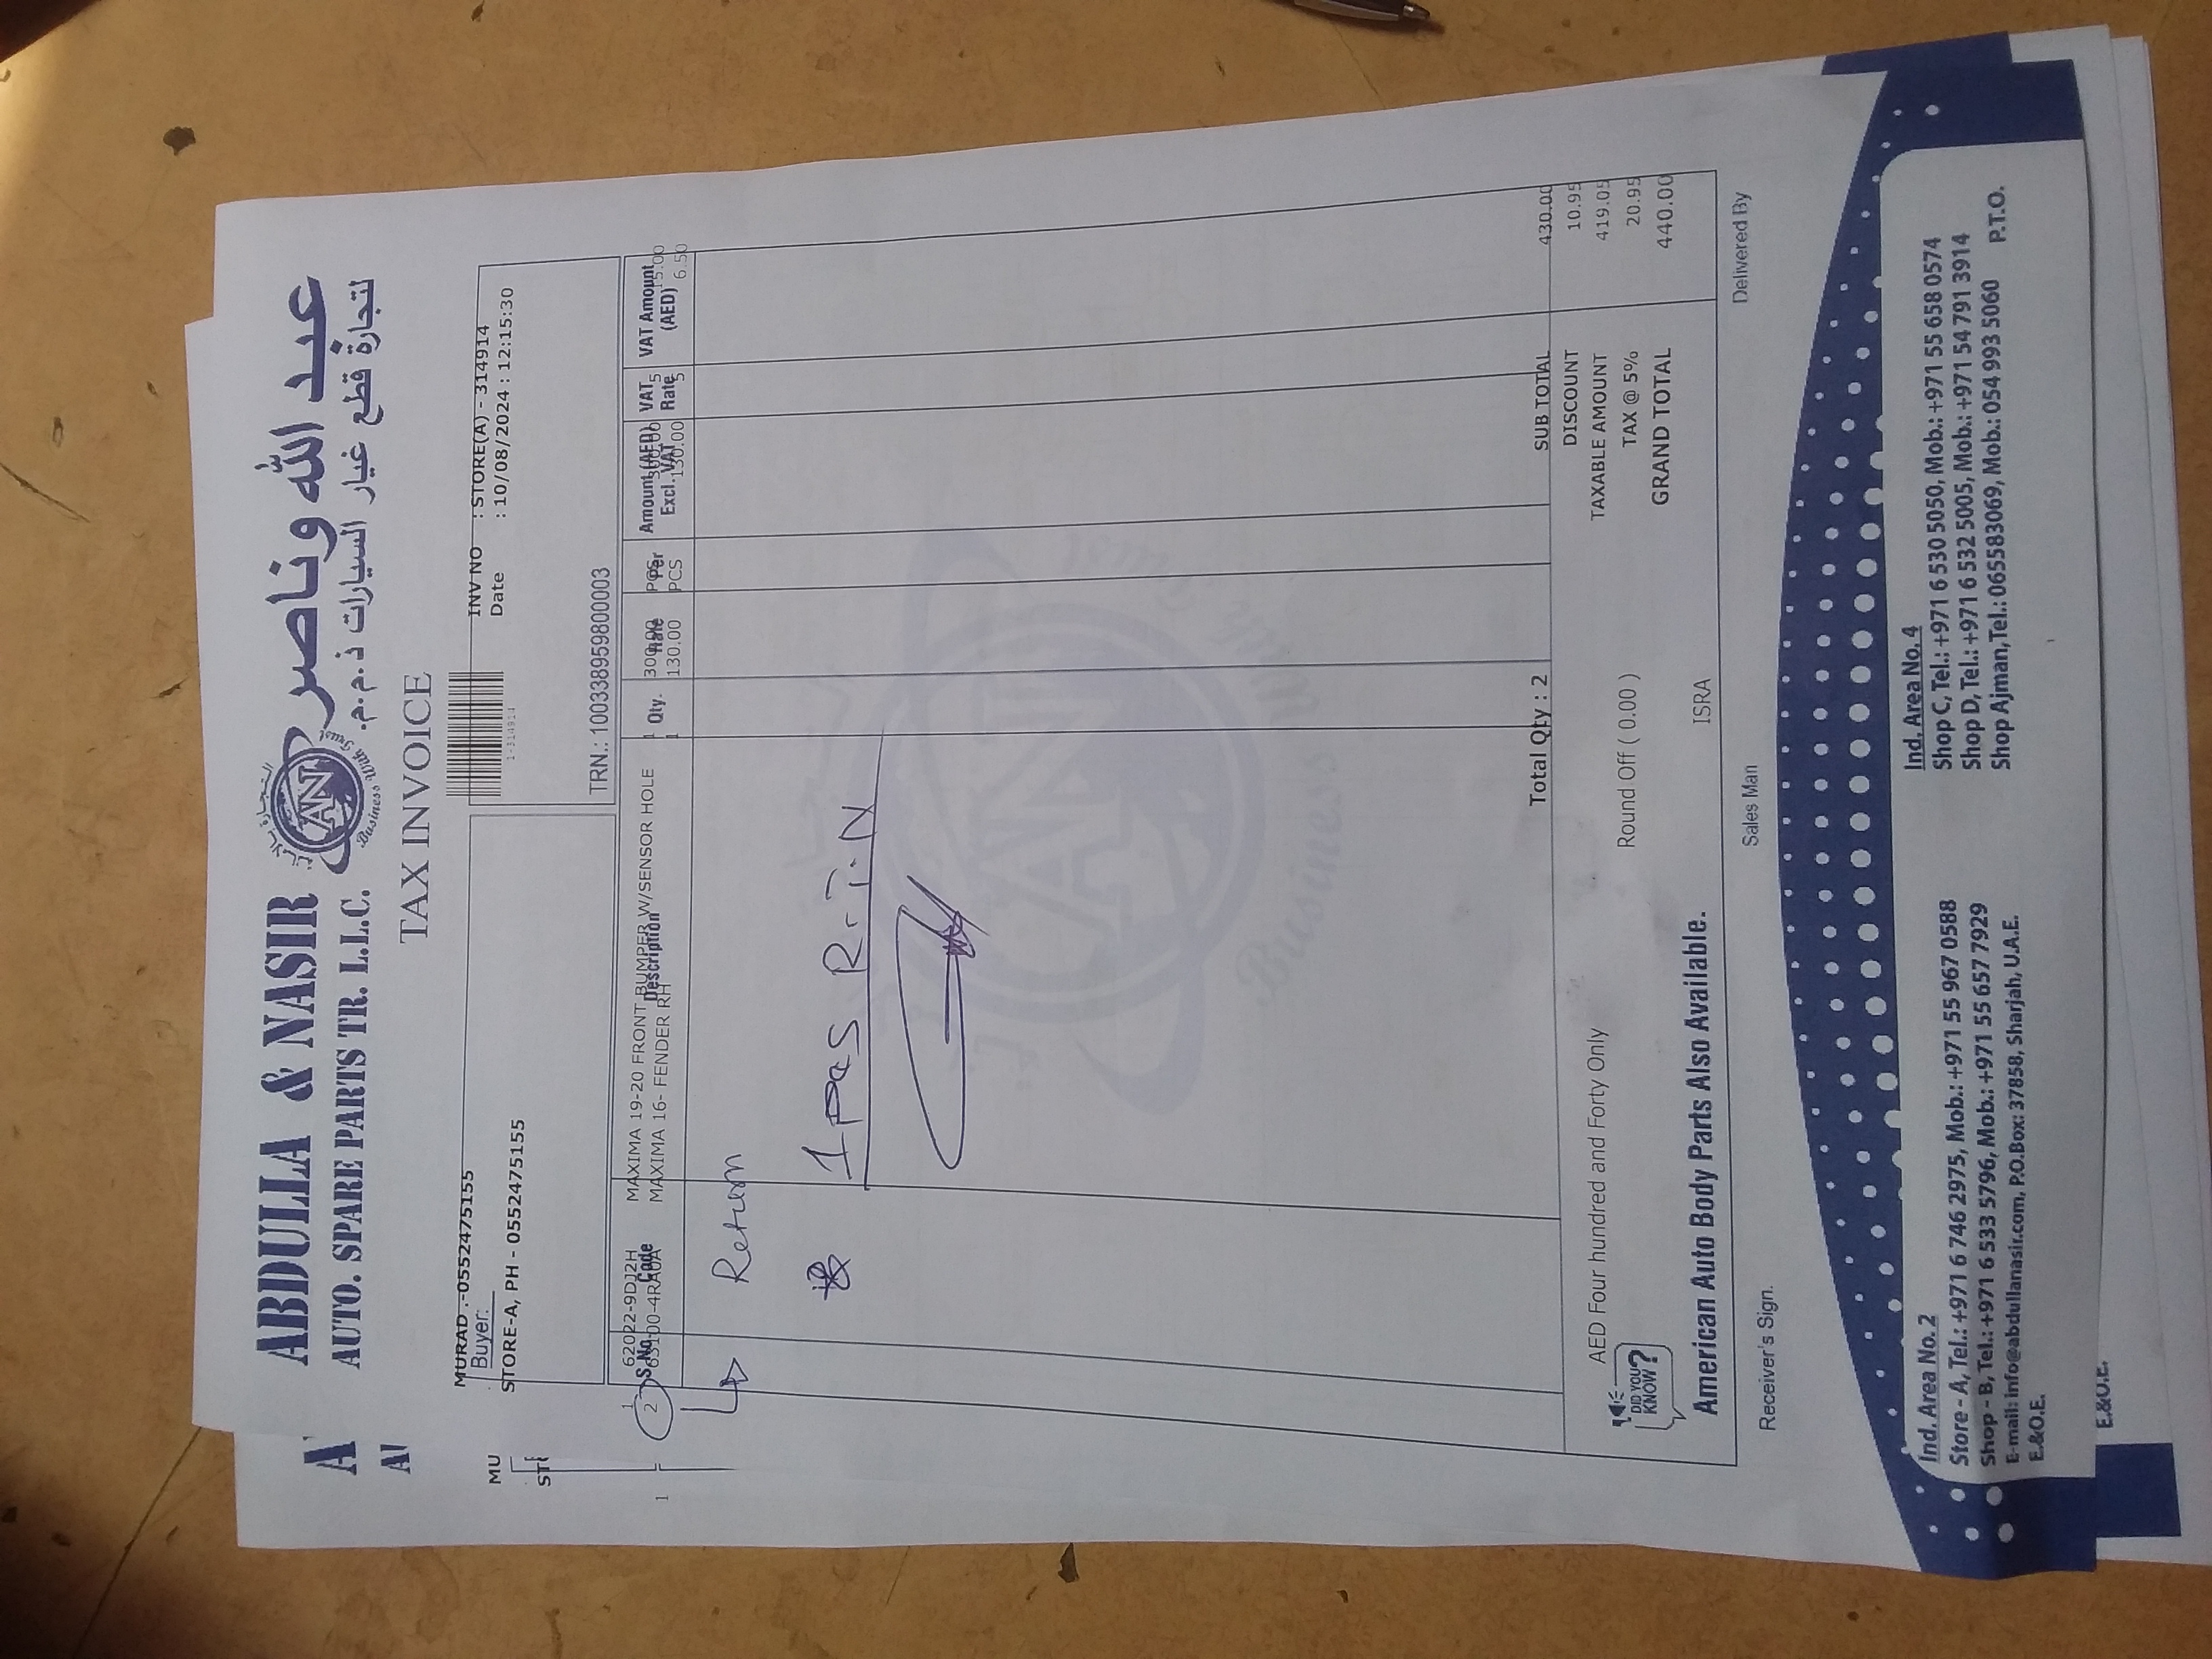 ABDULLA & NASIR عبد الله وناصر
AUTO. SPARE PARTS TR. L.L.C. لتجارة قطع غيار السيارات ذ.م.م.
AN
Business With Trust
TAX INVOICE
1-314914
MURAD.-0552475155
Buyer:
STORE-A, PH - 0552475155
INV NO : STORE(A) - 314914
Date : 10/08/2024 : 12:15:30
TRN.: 100338959800003
S.No. Code Description Qty. Rate Per Amount (AED) Excl. VAT VAT Rate VAT Amount (AED)
1 62022-9DJ2H MAXIMA 19-20 FRONT BUMPER W/SENSOR HOLE 1 300.00 PCS 300.00 5 15.00
2 63100-4RA0A MAXIMA 16- FENDER RH 1 130.00 PCS 130.00 5 6.50
Return
1 Pas R.T.N
Business
Total Qty : 2
SUB TOTAL 430.00
DISCOUNT 10.95
TAXABLE AMOUNT 419.05
AED Four hundred and Forty Only
Round Off ( 0.00 ) TAX @ 5% 20.95
GRAND TOTAL 440.00
DID YOU KNOW?
American Auto Body Parts Also Available.
ISRA
Receiver's Sign. Sales Man Delivered By
Ind. Area No. 2
Store - A, Tel.: +971 6 746 2975, Mob.: +971 55 967 0588
Shop - B, Tel.: +971 6 533 5796, Mob.: +971 55 657 7929
E-mail: info@abdullanasir.com, P.O.Box: 37858, Sharjah, U.A.E.
E.&O.E.
Ind. Area No. 4
Shop C, Tel.: +971 6 530 5050, Mob.: +971 55 658 0574
Shop D, Tel.: +971 6 532 5005, Mob.: +971 54 791 3914
Shop Ajman, Tel.: 065583069, Mob.: 054 993 5060
P.T.O.
A
MU
1
E.&O.E.